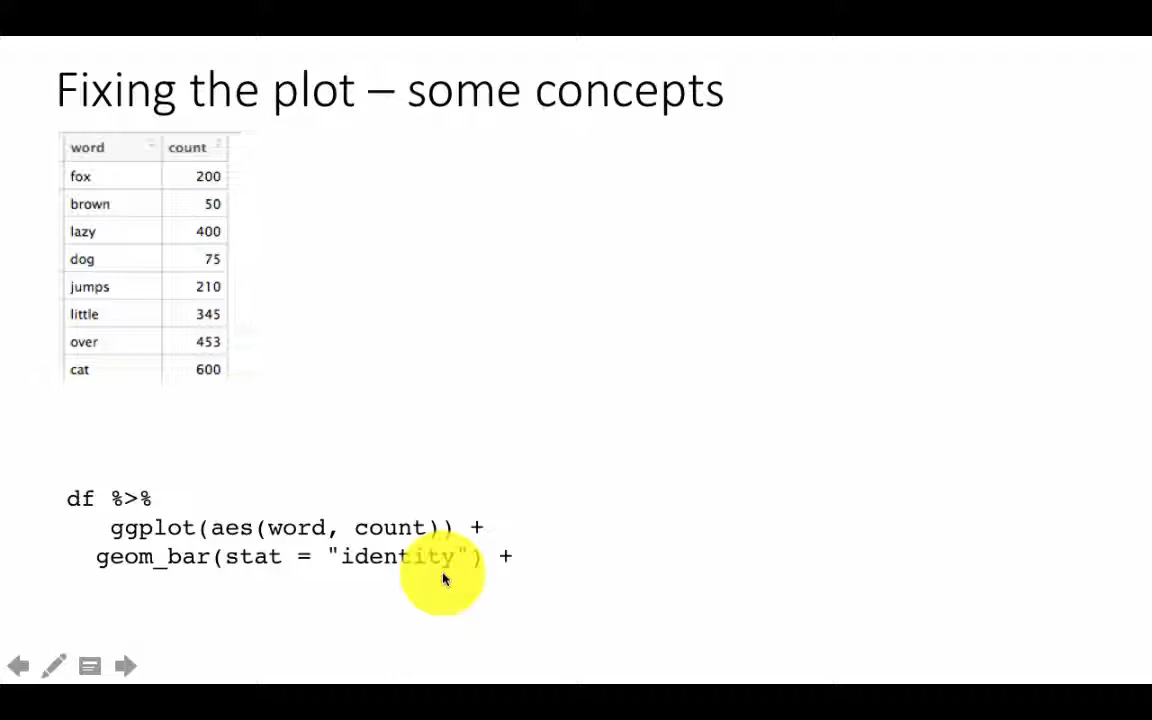 Fixing the plot – some concepts
word count
fox 200
brown 50
lazy 400
dog 75
jumps 210
little 345
over 453
cat 600
df %>%
ggplot(aes(word, count)) +
geom_bar(stat = "identity") +